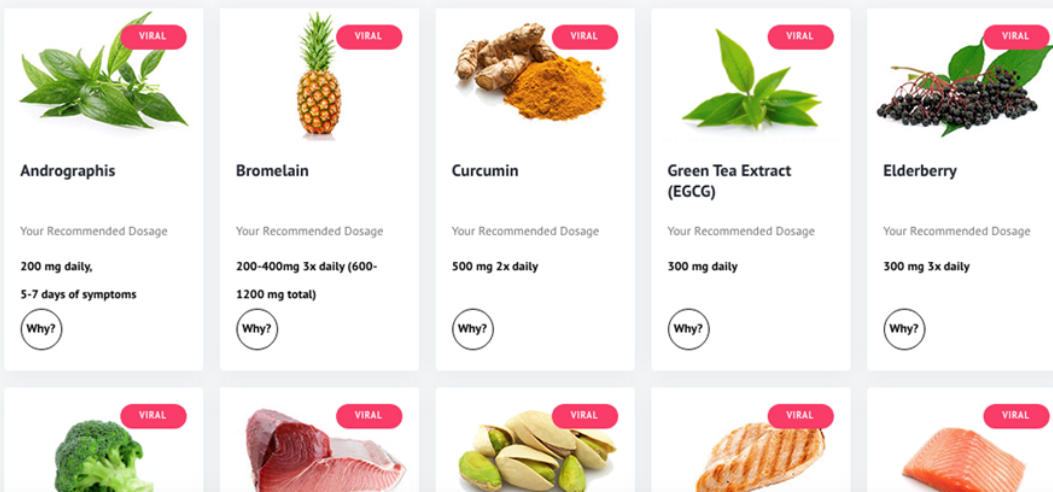 VIRAL
VIRAL
VIRAL
VIRAL
VIRAL
Andrographis
Your Recommended Dosage
200 mg daily,
5-7 days of symptoms
Why?
Bromelain
Your Recommended Dosage
200-400mg 3x daily (600-
1200 mg total)
Why?
Curcumin
Your Recommended Dosage
500 mg 2x daily
Why?
Green Tea Extract
(EGCG)
Your Recommended Dosage
300 mg daily
Why?
Elderberry
Your Recommended Dosage
300 mg 3x daily
Why?
VIRAL
VIRAL
VIRAL
VIRAL
VIRAL